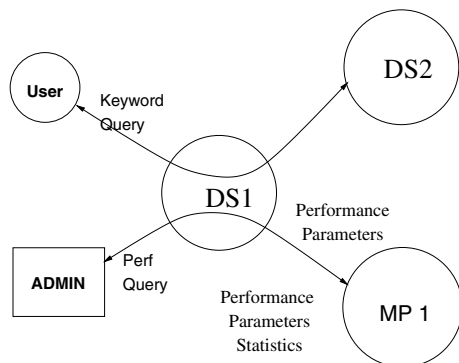 User
Keyword
Query
DS2
DS1
Performance
Parameters
ADMIN
Perf
Query
Performance
Parameters
Statistics
MP 1